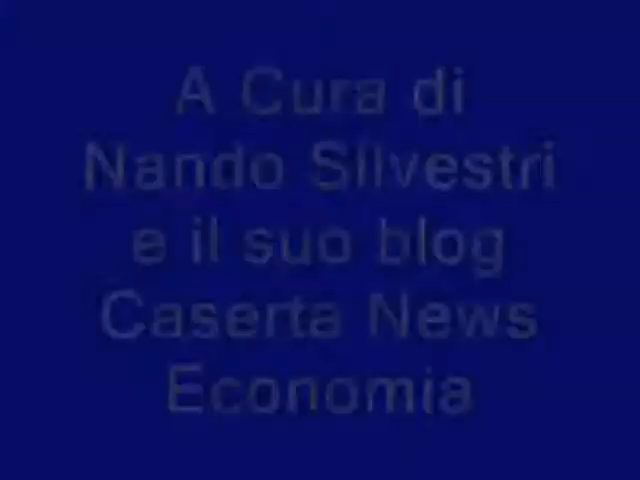 A Cura di
Nando Silvestri
e il suo blog
Caserta News
Economia